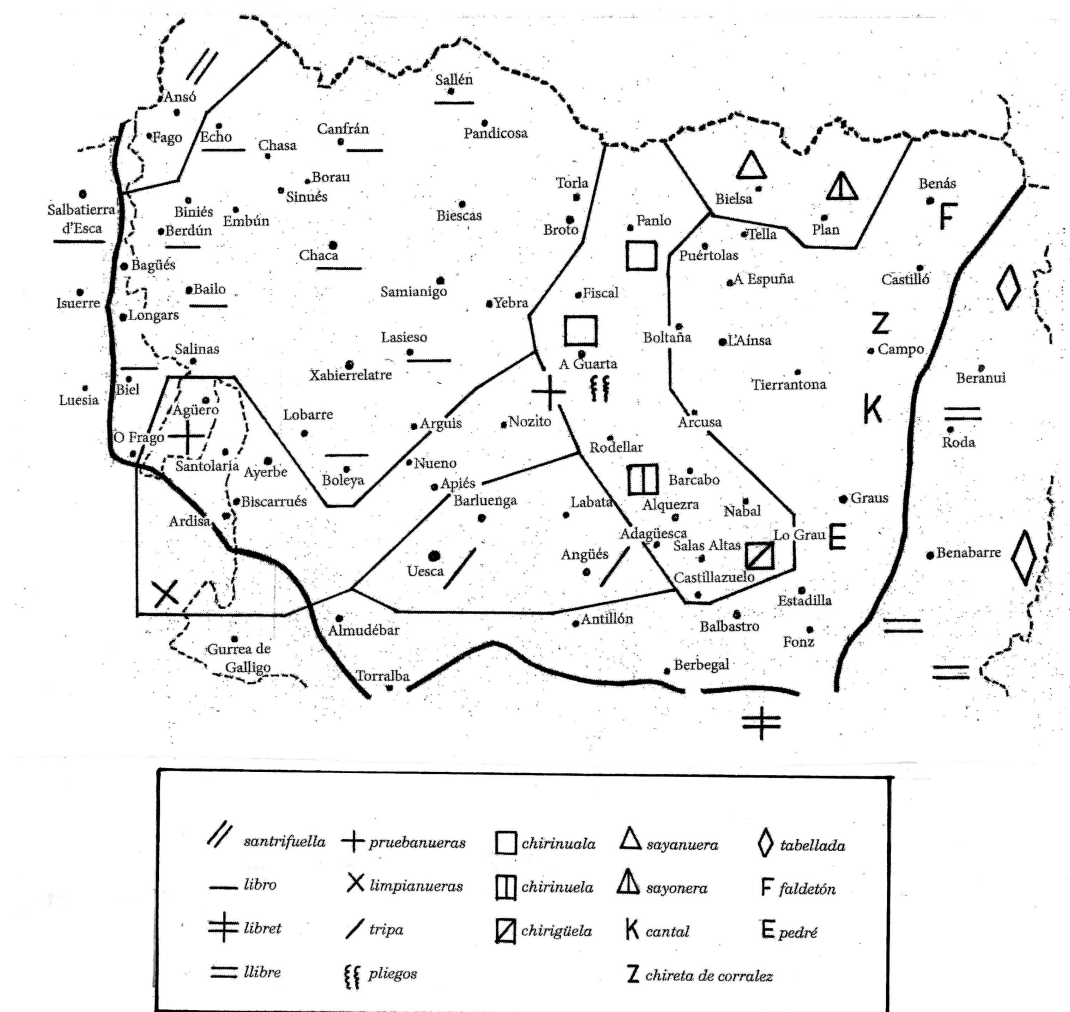 Sallén
Ansó
Fago
Echo
Canfrán
Pandicosa
Chasa
Borau
Sinués
Torla
Bielsa
Benás
Salbatierra
d'Esca
Biniés
Embún
Biescas
Broto
Panlo
Plan
Berdún
Tella
Chaca
Puértolas
Bagüés
Castilló
F
Isuerre
Bailo
Samianigo
Yebra
Fiscal
A Espuña
Longars
Boltaña
L'Aínsa
Z
Campo
Salinas
Lasieso
A Guarta
Xabierrelatre
Tierrantona
Beranui
Luesia
Biel
Agüero
Lobarre
Arguis
Nozito
Arcusa
K
Roda
O Frago
Santolaria
Ayerbe
Boleya
Nueno
Rodellar
Barcabo
Apiés
Biscarrués
Barluenga
Labata
Alquezra
Nabal
Graus
Ardisa
Adagüesca
Lo Grau
E
Salas Altas
Benabarre
Uesca
Angüés
Castillazuelo
Estadilla
Almudébar
Antillón
Balbastro
Fonz
Gurrea de
Galligo
Torralba
Berbegal
santrifuella pruebanueras chirinuala sayanuera tabellada
libro limpianueras chirinuela sayonera F faldetón
libret tripa chirigüela K cantal E pedré
llibre pliegos Z chireta de corralez